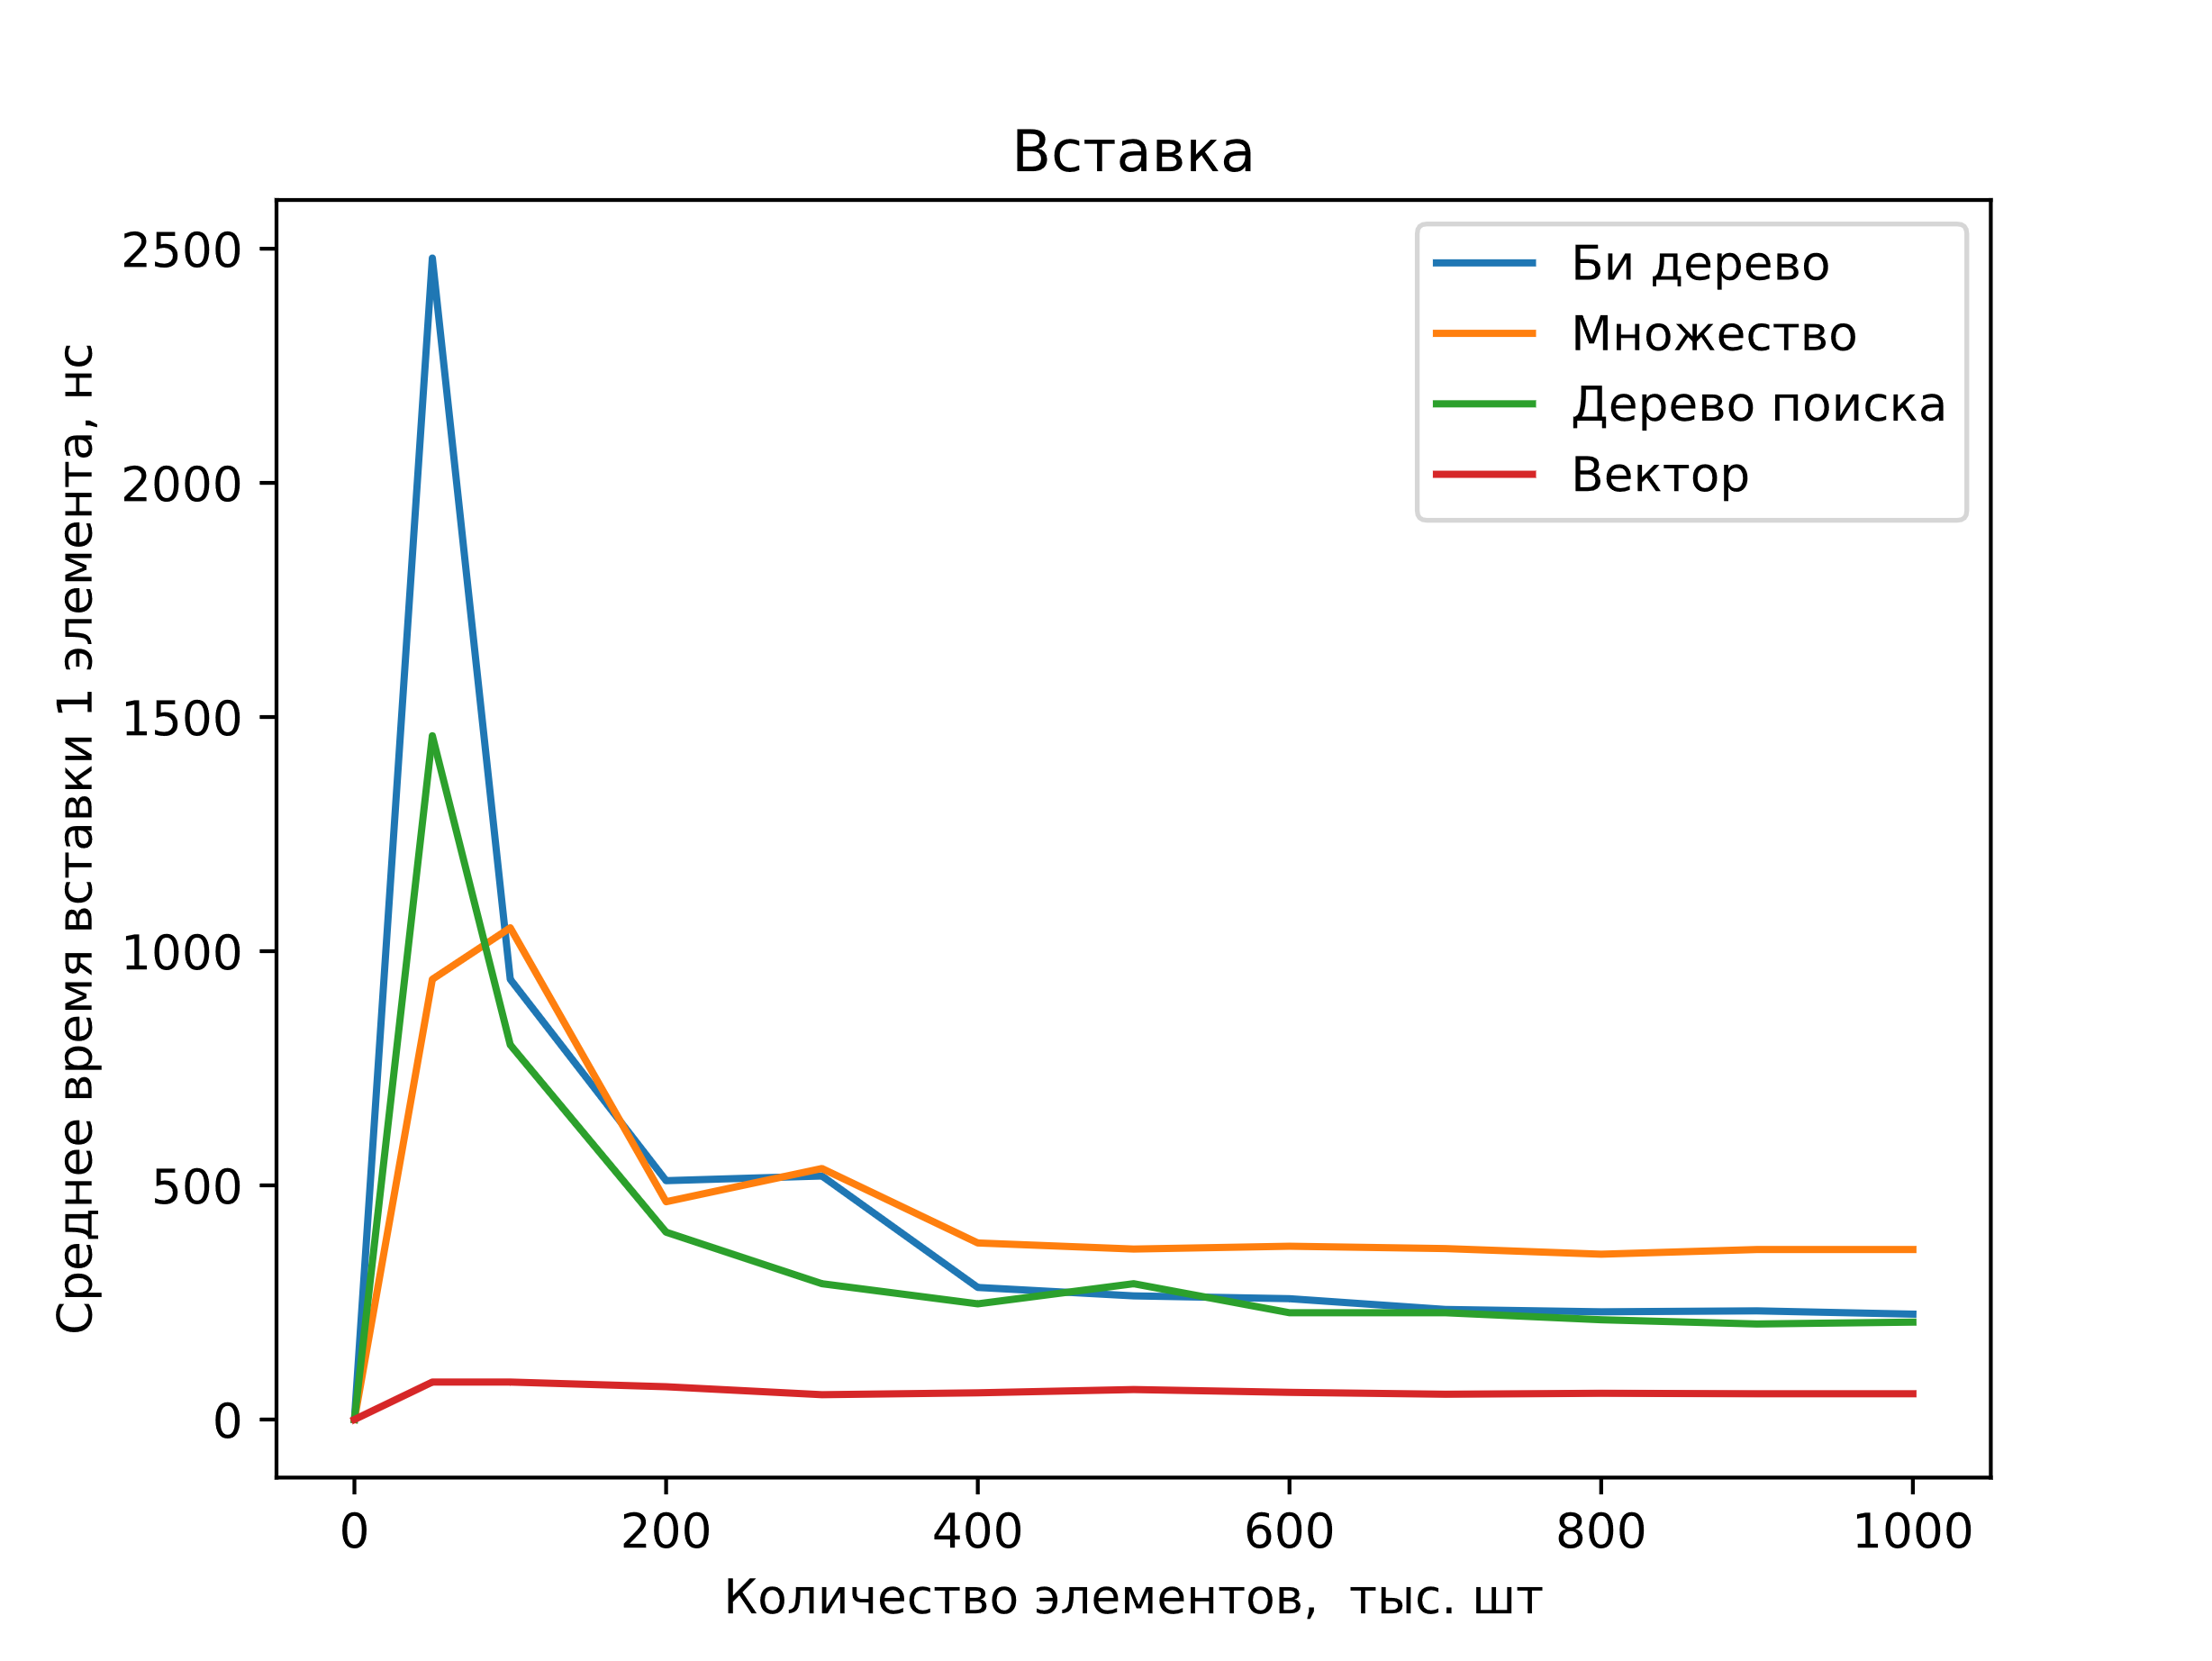 Вставка
Би дерево
Множество
Дерево поиска
Вектор
Среднее время вставки 1 элемента, нс
2500
2000
1500
1000
500
0
0 200 400 600 800 1000
Количество элементов,  тыс. шт